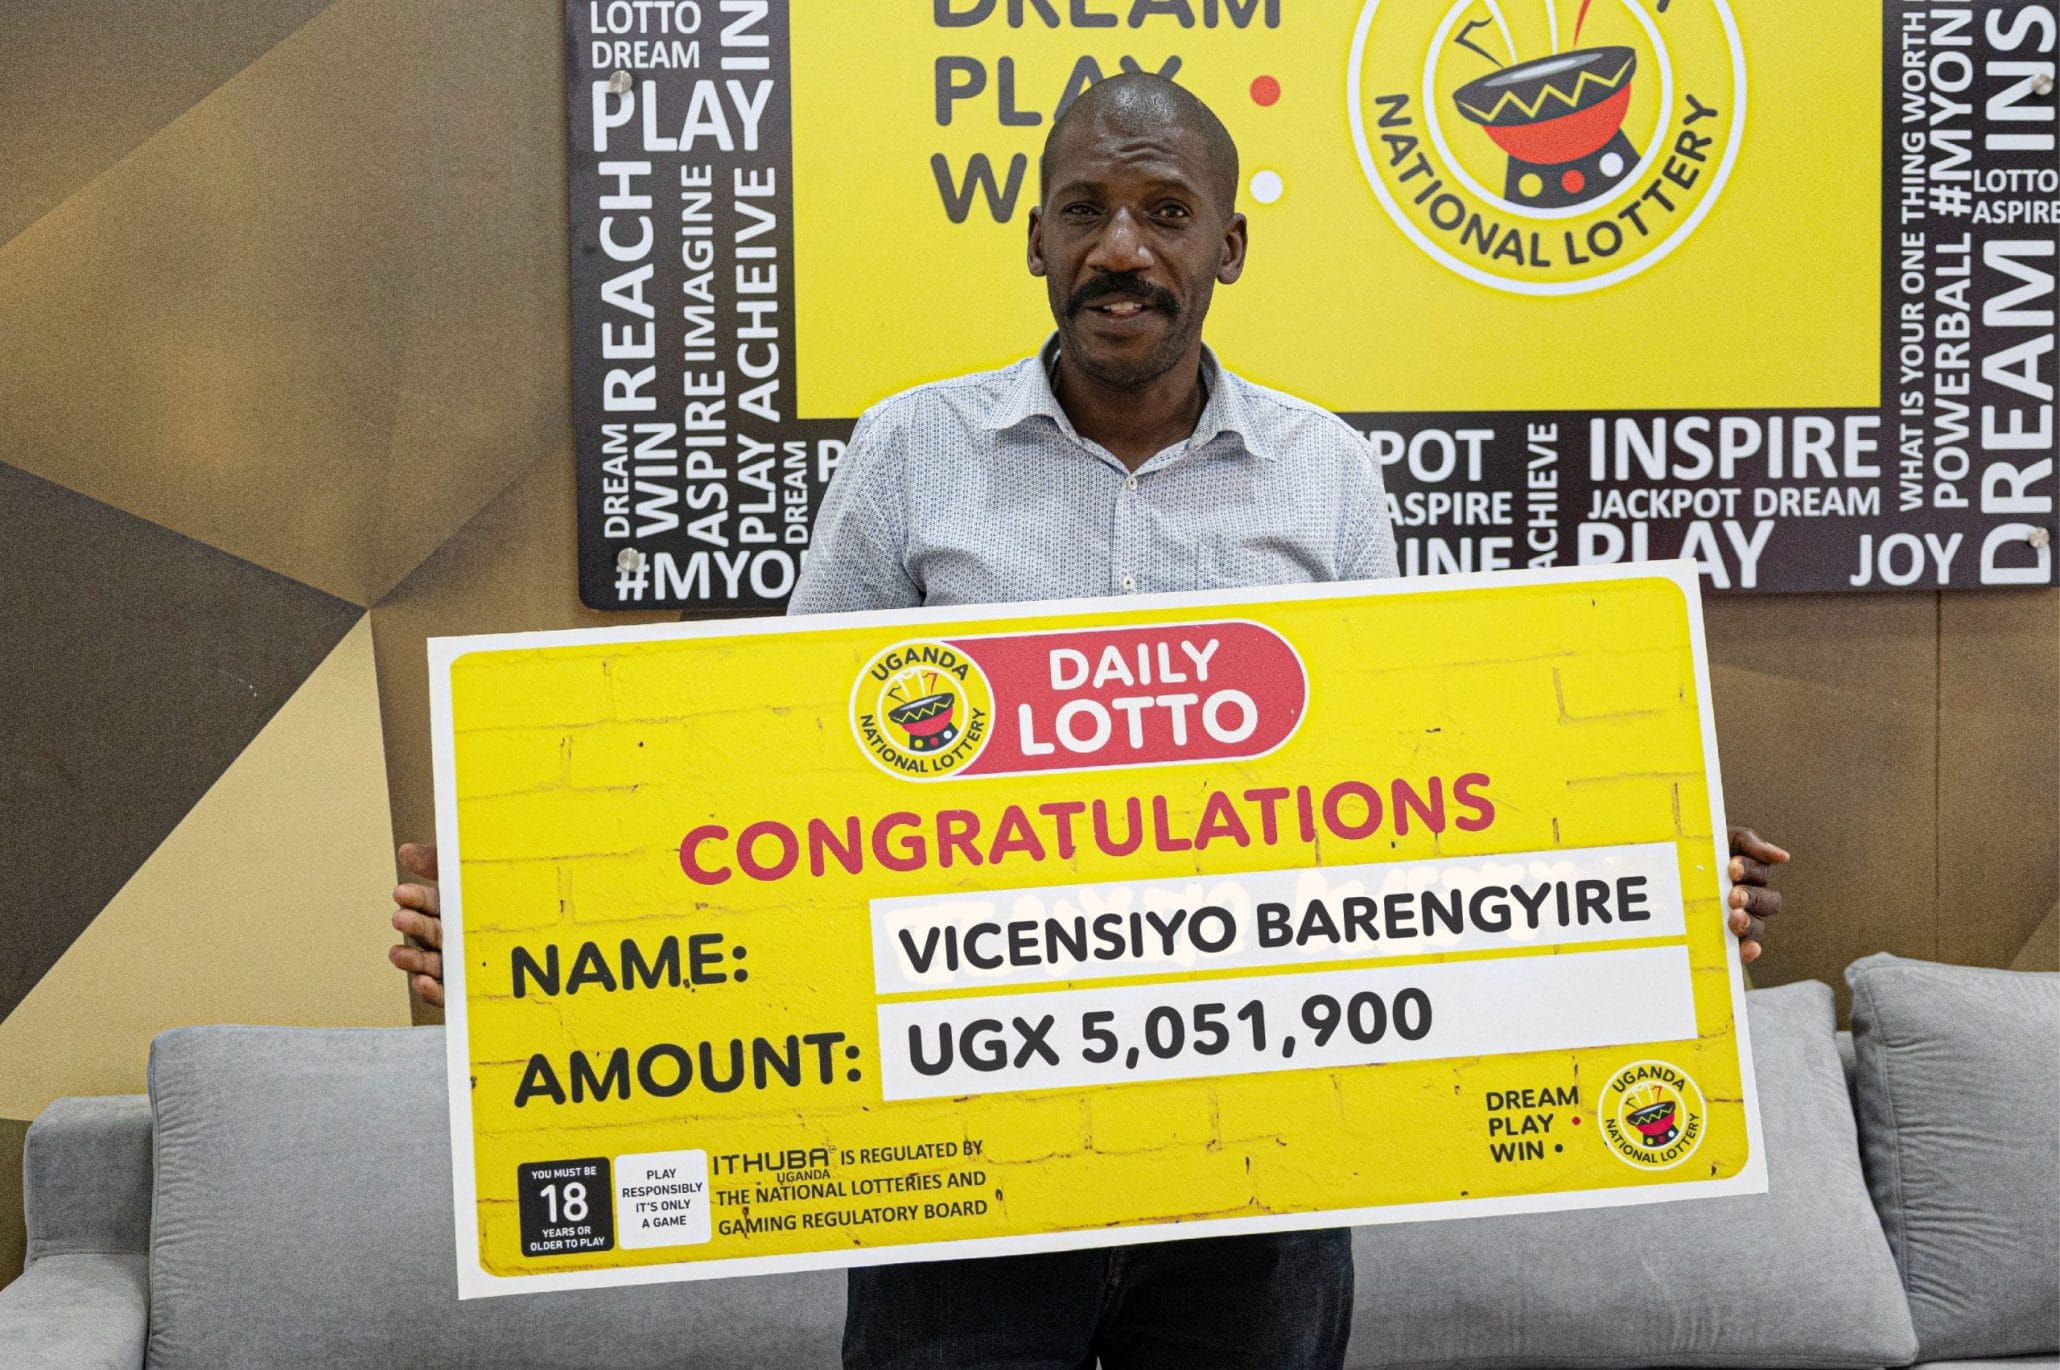 LOTTO
DREAM
PLAY
IN
REACH
IMAGINE
ACHEIVE
DREAM
WIN
ASPIRE
PLAY
DREAM
#MYO
DREAM
PLAY
NATIONAL LOTTERY
POT
ASPIRE
ACHIEVE
INSPIRE
JACKPOT DREAM
PLAY
JOY
WHAT IS YOUR ONE THING WORTH
POWERBALL
#MYON
LOTTO
ASPIRE
DREAM
INS
UGANDA
NATIONAL LOTTERY
DAILY
LOTTO
CONGRATULATIONS
NAME: VICENSIYO BARENGYIRE
AMOUNT: UGX 5,051,900
YOU MUST BE
18
YEARS OR
OLDER TO PLAY
PLAY
RESPONSIBLY
IT'S ONLY
A GAME
ITHUBA IS REGULATED BY
UGANDA
THE NATIONAL LOTTERIES AND
GAMING REGULATORY BOARD
DREAM
PLAY
WIN
UGANDA
NATIONAL LOTTERY